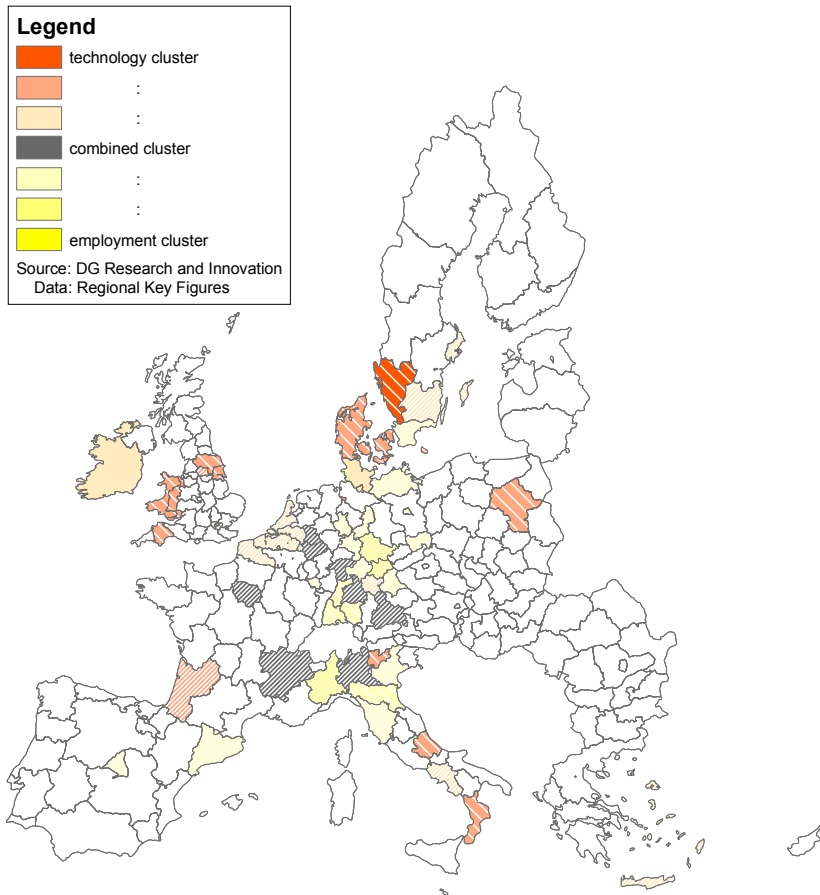 Legend
technology cluster
:
:
combined cluster
:
:
employment cluster
Source: DG Research and Innovation
Data: Regional Key Figures